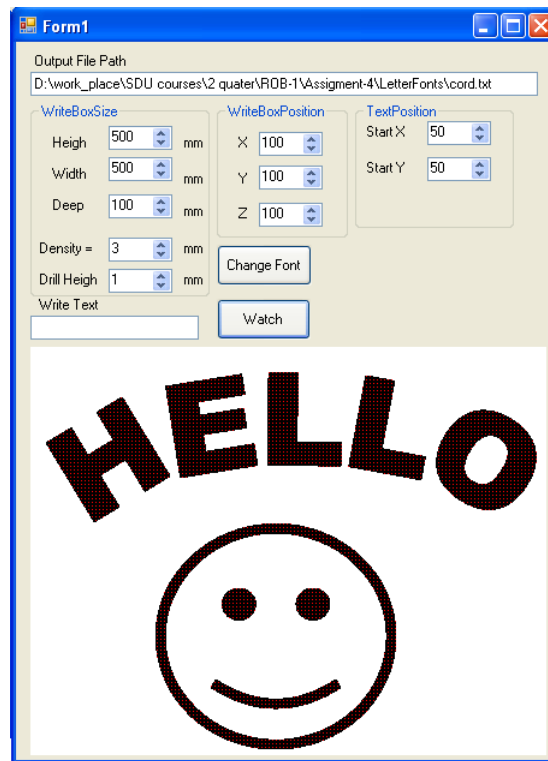 Form1
Output File Path
D:\work_place\SDU courses\2 quater\ROB-1\Assigment-4\LetterFonts\cord.txt
WriteBoxSize
Heigh 500 mm
Width 500 mm
Deep 100 mm
Density = 3 mm
Drill Heigh 1 mm
WriteBoxPosition
X 100
Y 100
Z 100
TextPosition
Start X 50
Start Y 50
Change Font
Write Text
Watch
HELLO